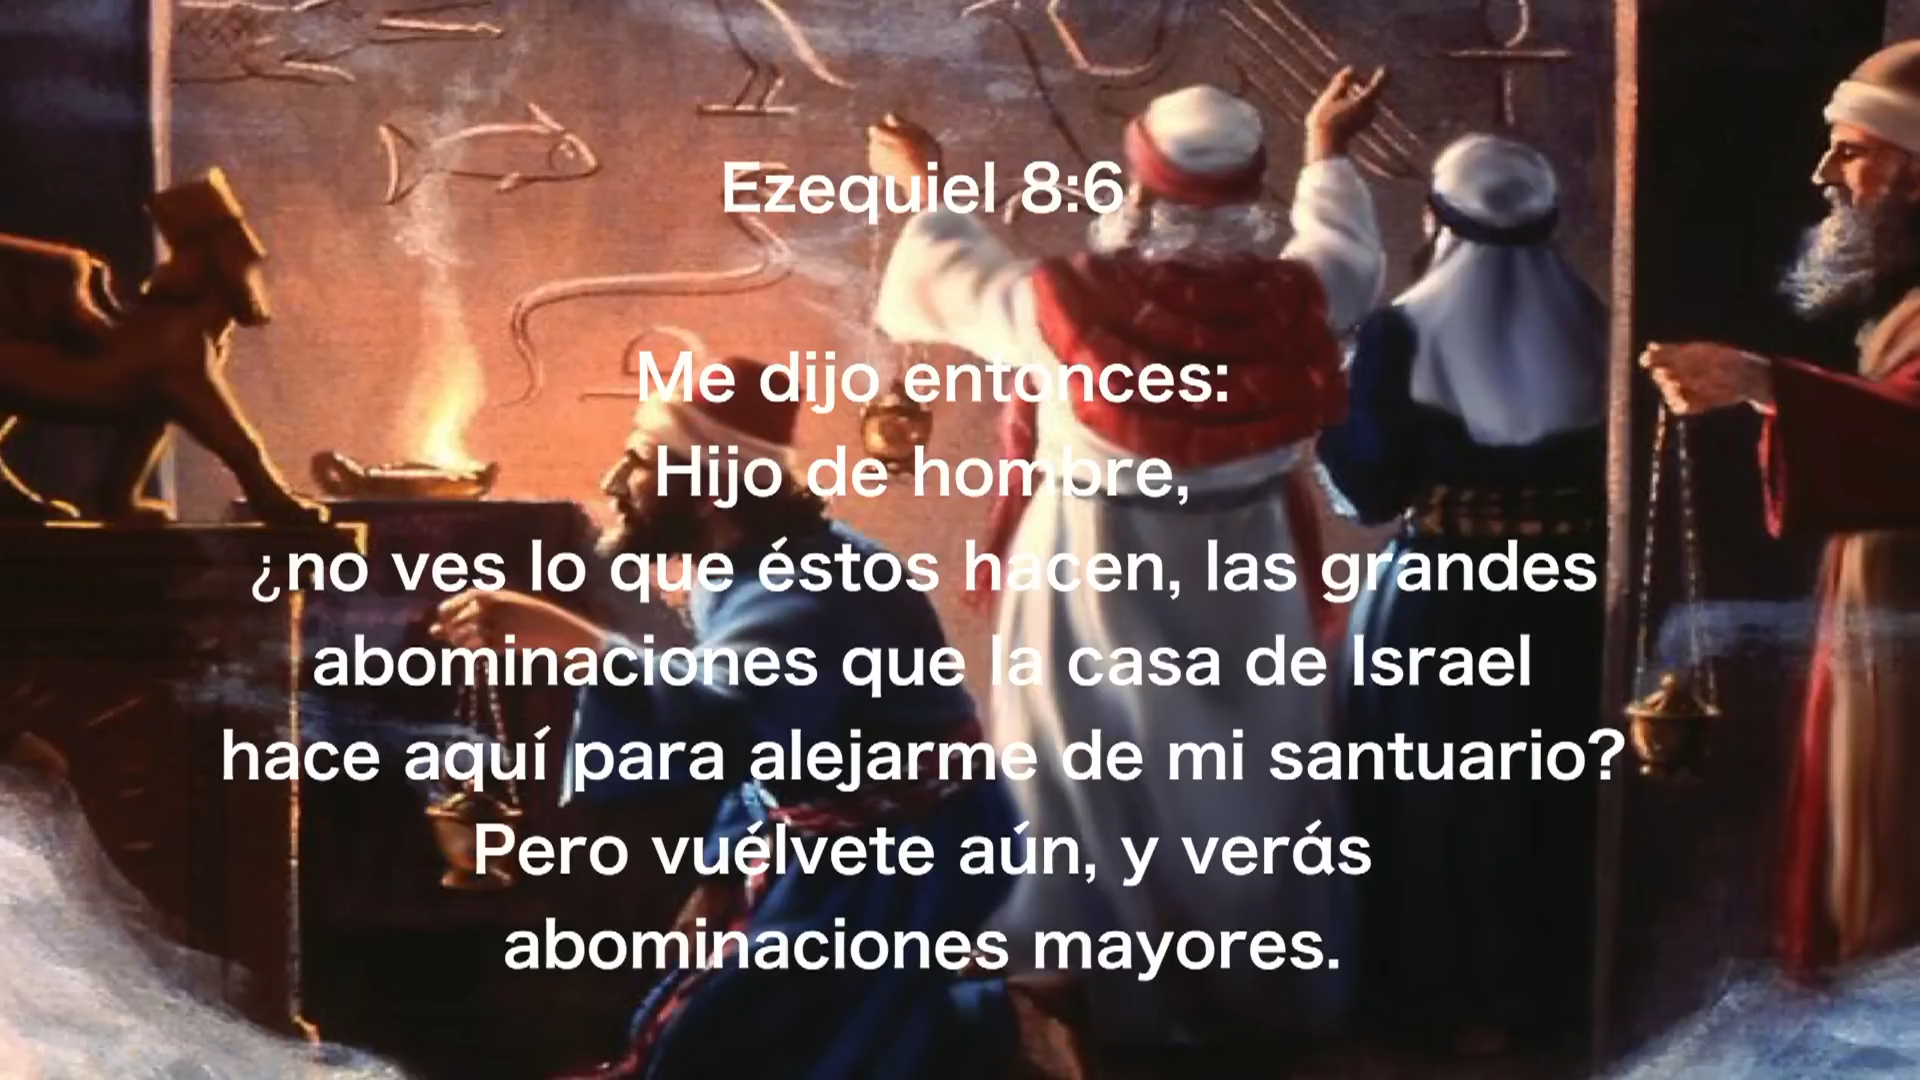 Ezequiel 8:6
Me dijo entonces:
Hijo de hombre,
¿no ves lo que éstos hacen, las grandes
abominaciones que la casa de Israel
hace aquí para alejarme de mi santuario?
Pero vuélvete aún, y verás
abominaciones mayores.